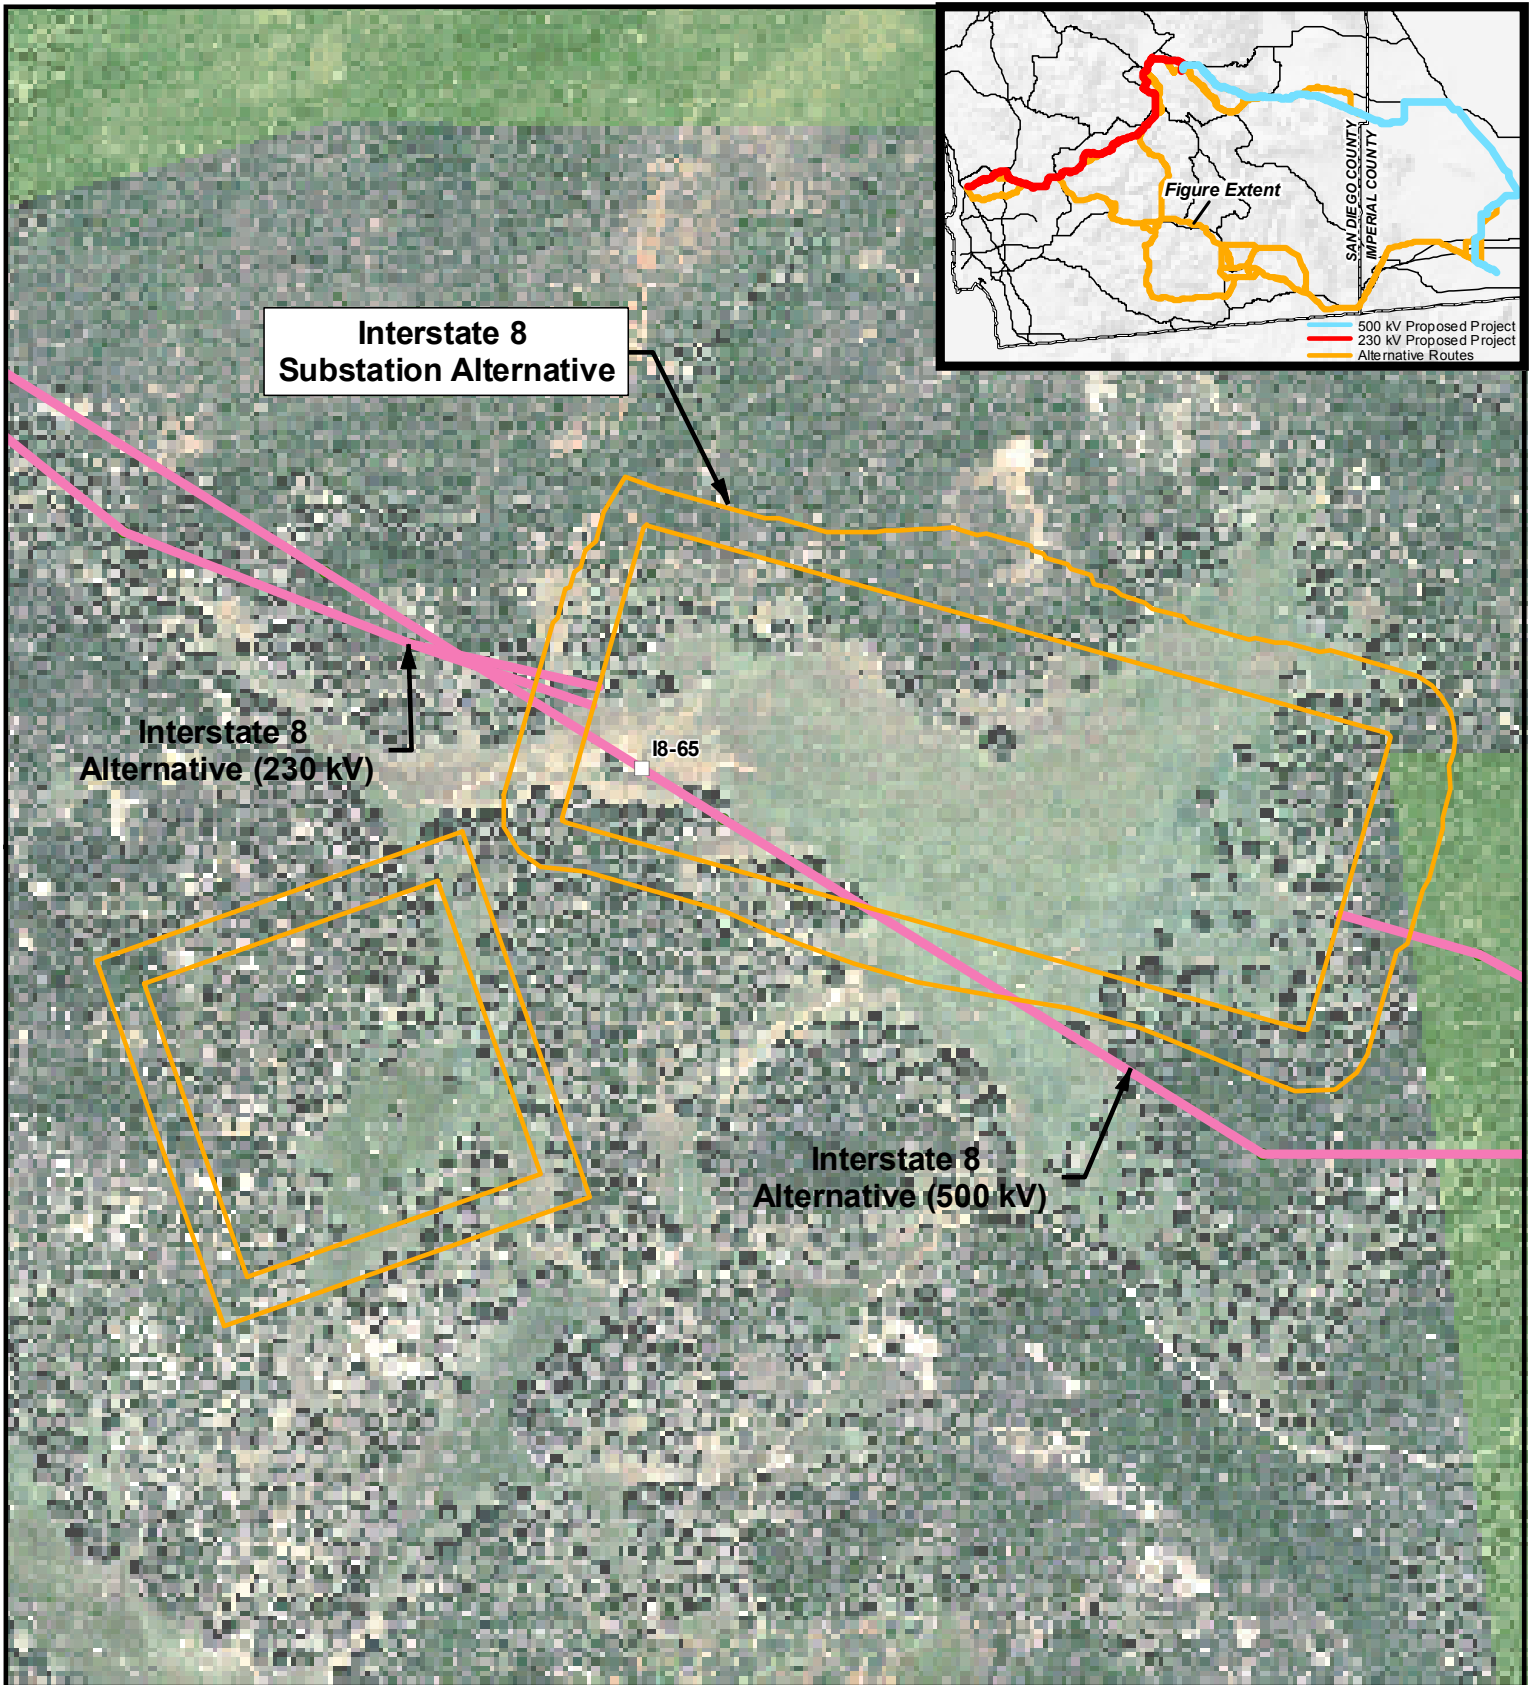 SAN DIEGO COUNTY
IMPERIAL COUNTY
Figure Extent
500 kV Proposed Project
230 kV Proposed Project
Alternative Routes
Interstate 8
Substation Alternative
Interstate 8
Alternative (230 kV)
I8-65
Interstate 8
Alternative (500 kV)